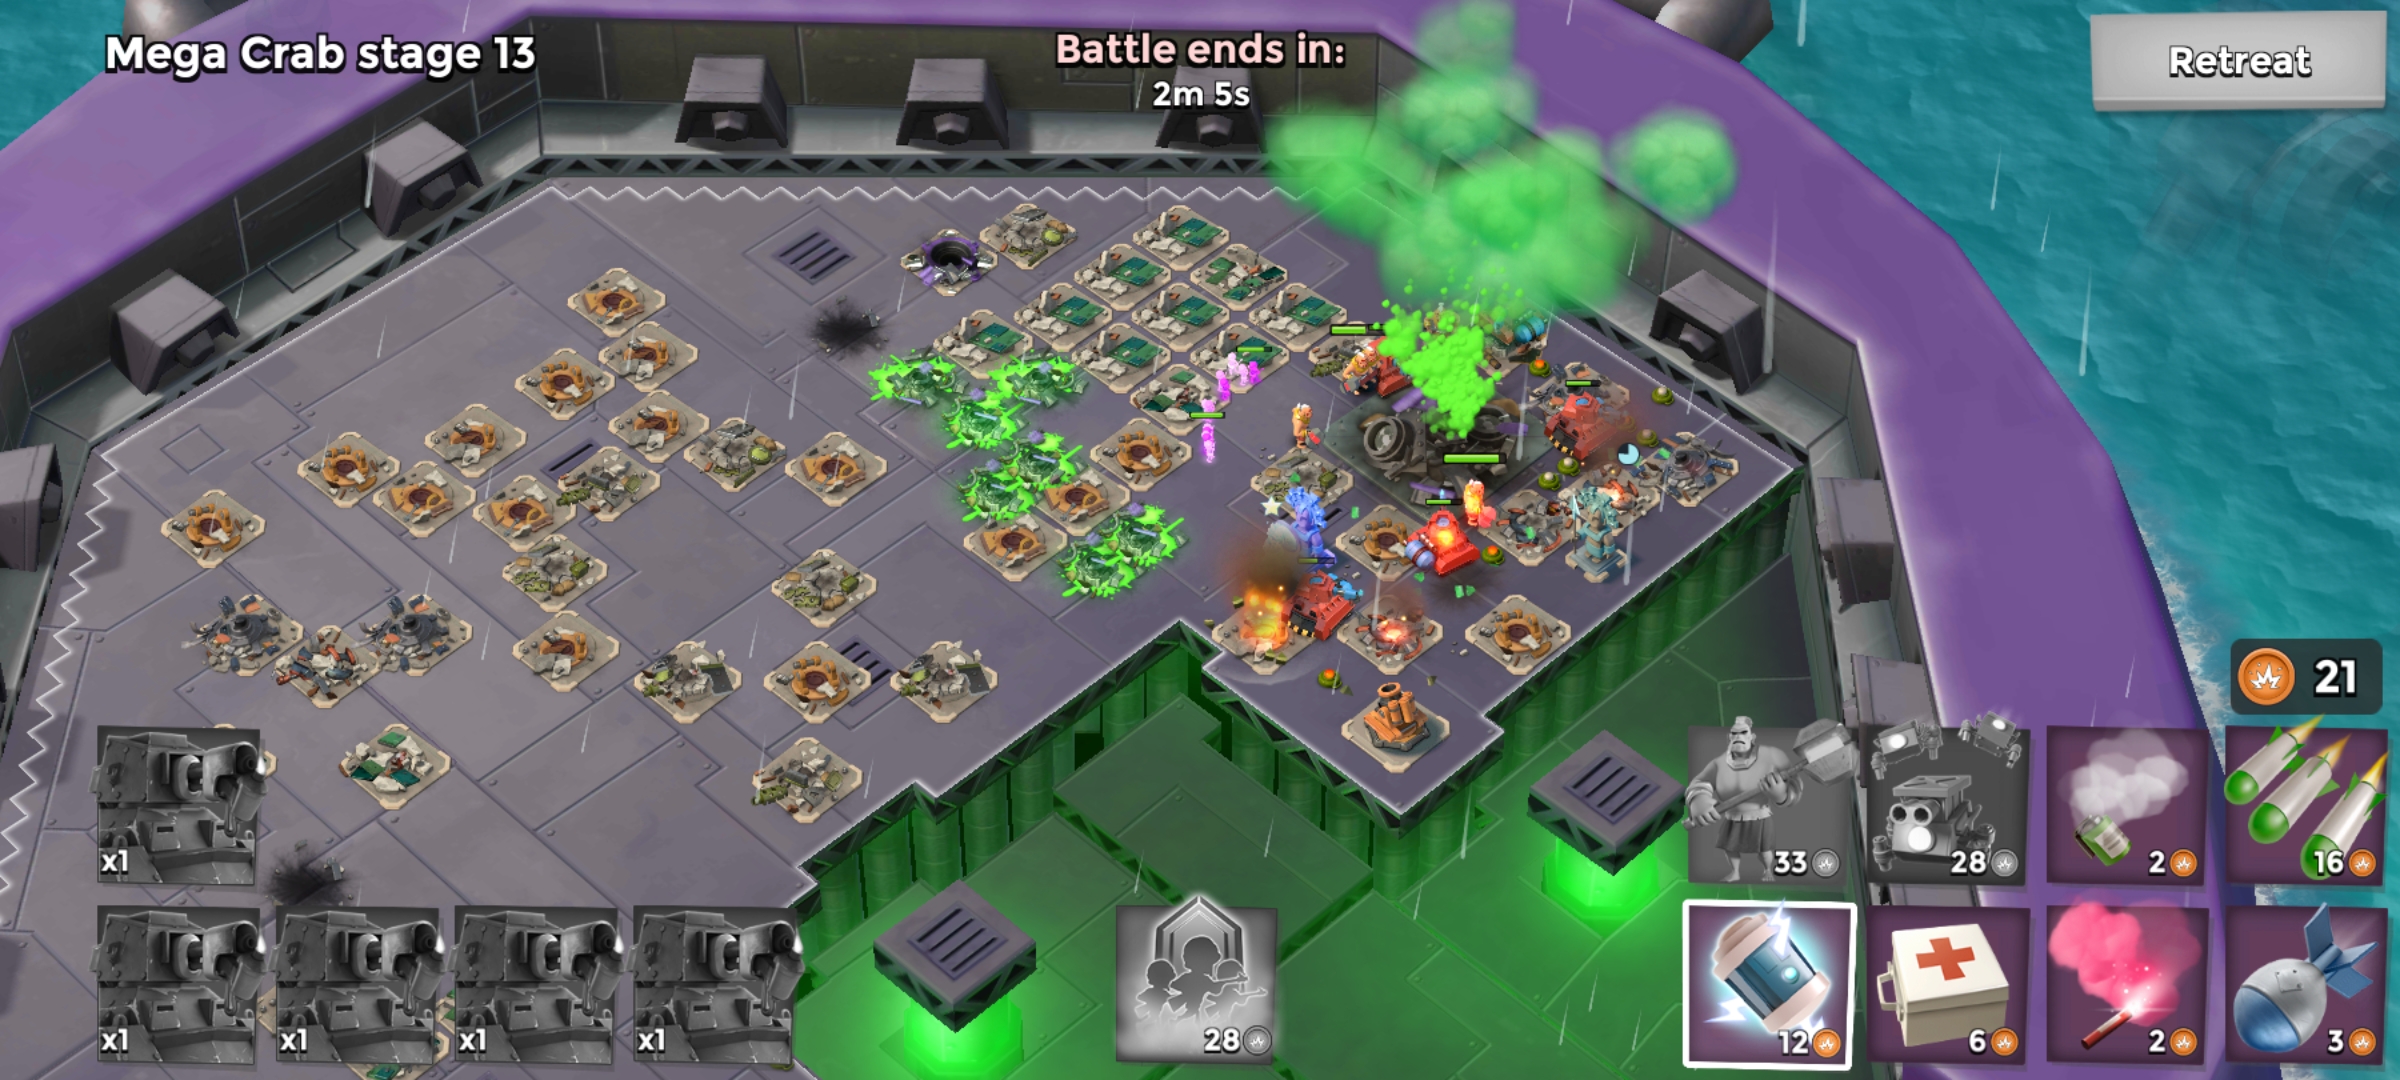 Mega Crab stage 13
Battle ends in:
2m 5s
Retreat
21
x1
33
28
2
16
x1
x1
x1
x1
28
12
6
2
3